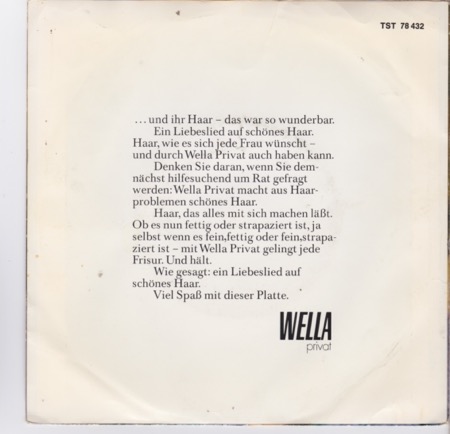 TST 78 432
... und ihr Haar – das war so wunderbar.
Ein Liebeslied auf schönes Haar.
Haar, wie es sich jede Frau wünscht –
und durch Wella Privat auch haben kann.
Denken Sie daran, wenn Sie dem-
nächst hilfesuchend um Rat gefragt
werden: Wella Privat macht aus Haar-
problemen schönes Haar.
Haar, das alles mit sich machen läßt.
Ob es nun fettig oder strapaziert ist, ja
selbst wenn es fein,fettig oder fein,strapa-
ziert ist – mit Wella Privat gelingt jede
Frisur. Und hält.
Wie gesagt: ein Liebeslied auf
schönes Haar.
Viel Spaß mit dieser Platte.
WELLA
privat